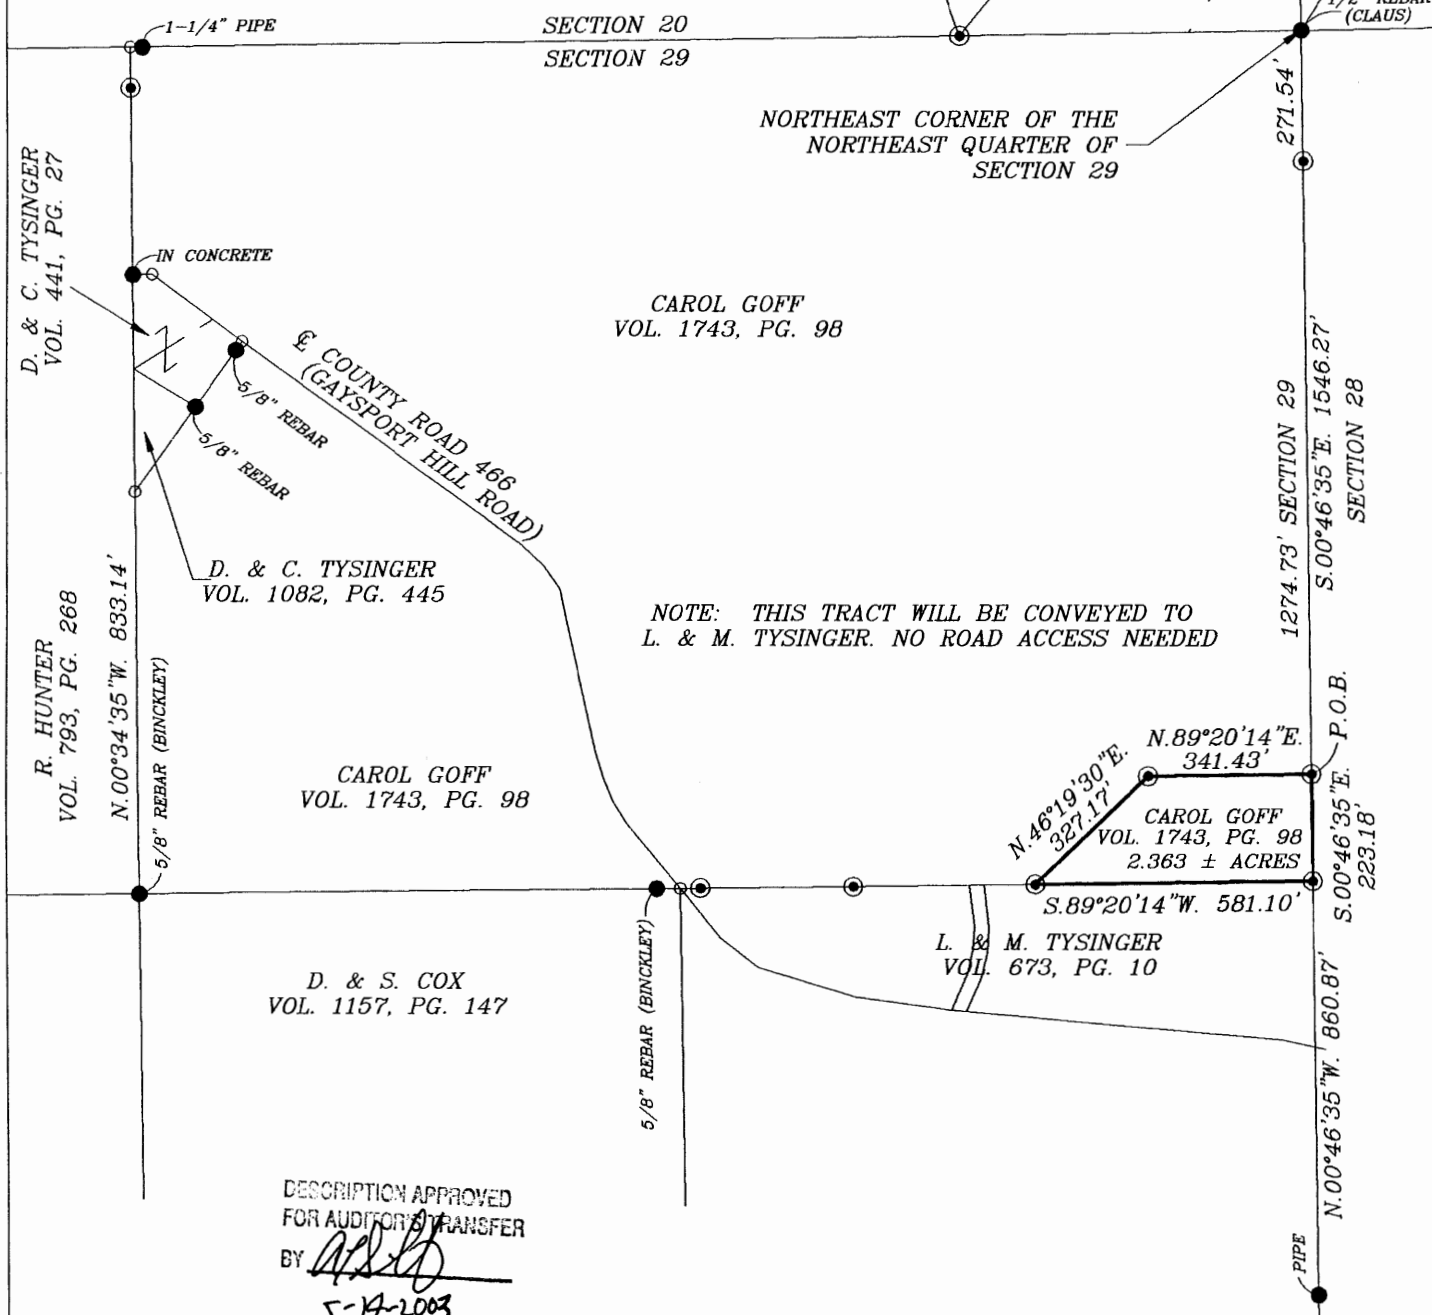 1-1/4" PIPE
SECTION 20
SECTION 29
1/2" REBAR
(CLAUS)
271.54'
NORTHEAST CORNER OF THE
NORTHEAST QUARTER OF
SECTION 29
D. & C. TYSINGER
VOL. 441, PG. 27
IN CONCRETE
CAROL GOFF
VOL. 1743, PG. 98
℄ COUNTY ROAD 466
(GAYSPORT HILL ROAD)
5/8" REBAR
5/8" REBAR
1274.73' SECTION 29
S.00°46'35"E. 1546.27'
SECTION 28
D. & C. TYSINGER
VOL. 1082, PG. 445
R. HUNTER
VOL. 793, PG. 268
N.00°34'35"W. 833.14'
5/8" REBAR (BINCKLEY)
NOTE: THIS TRACT WILL BE CONVEYED TO
L. & M. TYSINGER. NO ROAD ACCESS NEEDED
P.O.B.
N.89°20'14"E.
341.43'
N.46°19'30"E.
327.17'
CAROL GOFF
VOL. 1743, PG. 98
CAROL GOFF
VOL. 1743, PG. 98
2.363 ± ACRES
S.00°46'35"E.
223.18'
S.89°20'14"W. 581.10'
L. & M. TYSINGER
VOL. 673, PG. 10
D. & S. COX
VOL. 1157, PG. 147
5/8" REBAR (BINCKLEY)
N.00°46'35"W. 860.87'
PIPE
DESCRIPTION APPROVED
FOR AUDITOR'S TRANSFER
BY
5-14-2003